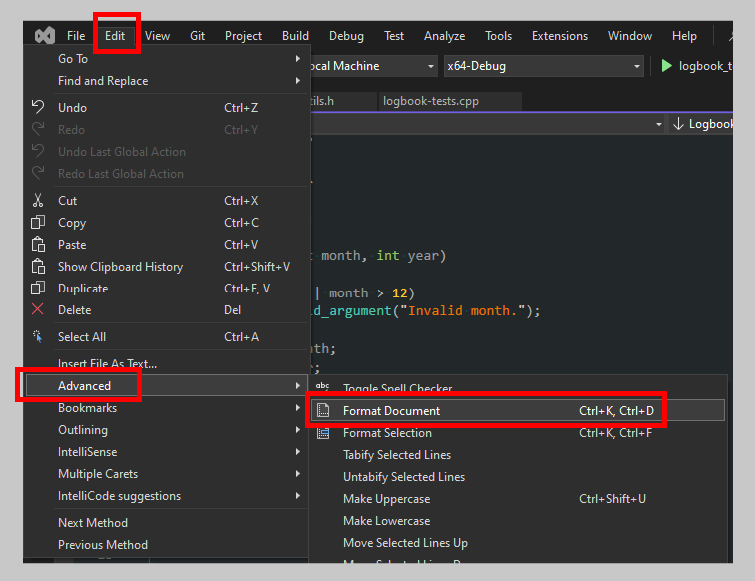 File Edit View Git Project Build Debug Test Analyze Tools Extensions Window Help
Go To
Find and Replace
Undo Ctrl+Z
Redo Ctrl+Y
Undo Last Global Action
Redo Last Global Action
Cut Ctrl+X
Copy Ctrl+C
Paste Ctrl+V
Show Clipboard History Ctrl+Shift+V
Duplicate Ctrl+E, V
Delete Del
Select All Ctrl+A
Insert File As Text...
Advanced
Bookmarks
Outlining
IntelliSense
Multiple Carets
IntelliCode suggestions
Next Method
Previous Method
ocal Machine x64-Debug logbook_t
tils.h logbook-tests.cpp
Logbook
t month, int year)
| month > 12)
id_argument("Invalid month.");
nth;
r;
abc Toggle Spell Checker
Format Document Ctrl+K, Ctrl+D
Format Selection Ctrl+K, Ctrl+F
Tabify Selected Lines
Untabify Selected Lines
Make Uppercase Ctrl+Shift+U
Make Lowercase
Move Selected Lines Up